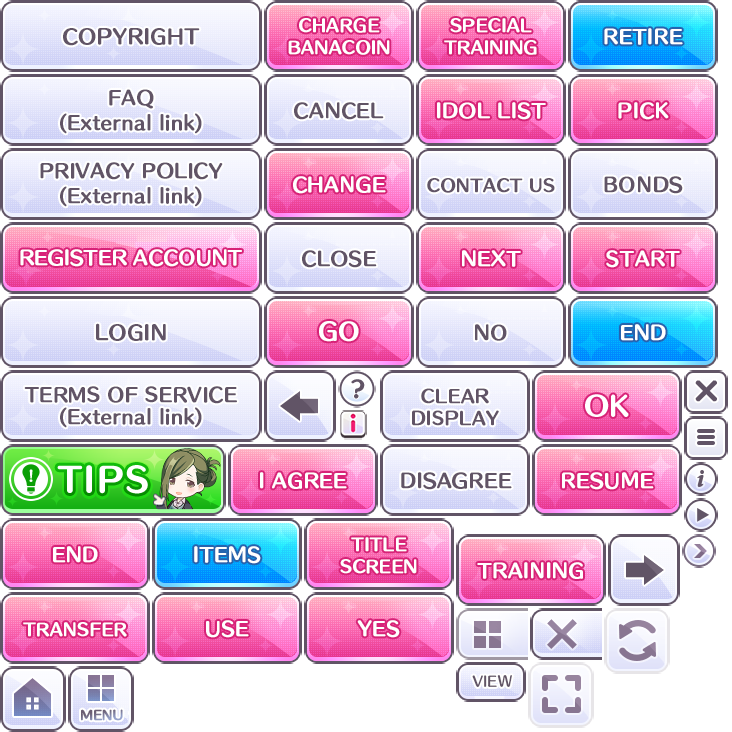 COPYRIGHT
CHARGE
BANACOIN
SPECIAL
TRAINING
RETIRE
FAQ
(External link)
CANCEL
IDOL LIST
PICK
PRIVACY POLICY
(External link)
CHANGE
CONTACT US
BONDS
REGISTER ACCOUNT
CLOSE
NEXT
START
LOGIN
GO
NO
END
TERMS OF SERVICE
(External link)
?
i
CLEAR
DISPLAY
OK
TIPS
I AGREE
DISAGREE
RESUME
i
END
ITEMS
TITLE
SCREEN
TRAINING
TRANSFER
USE
YES
VIEW
MENU